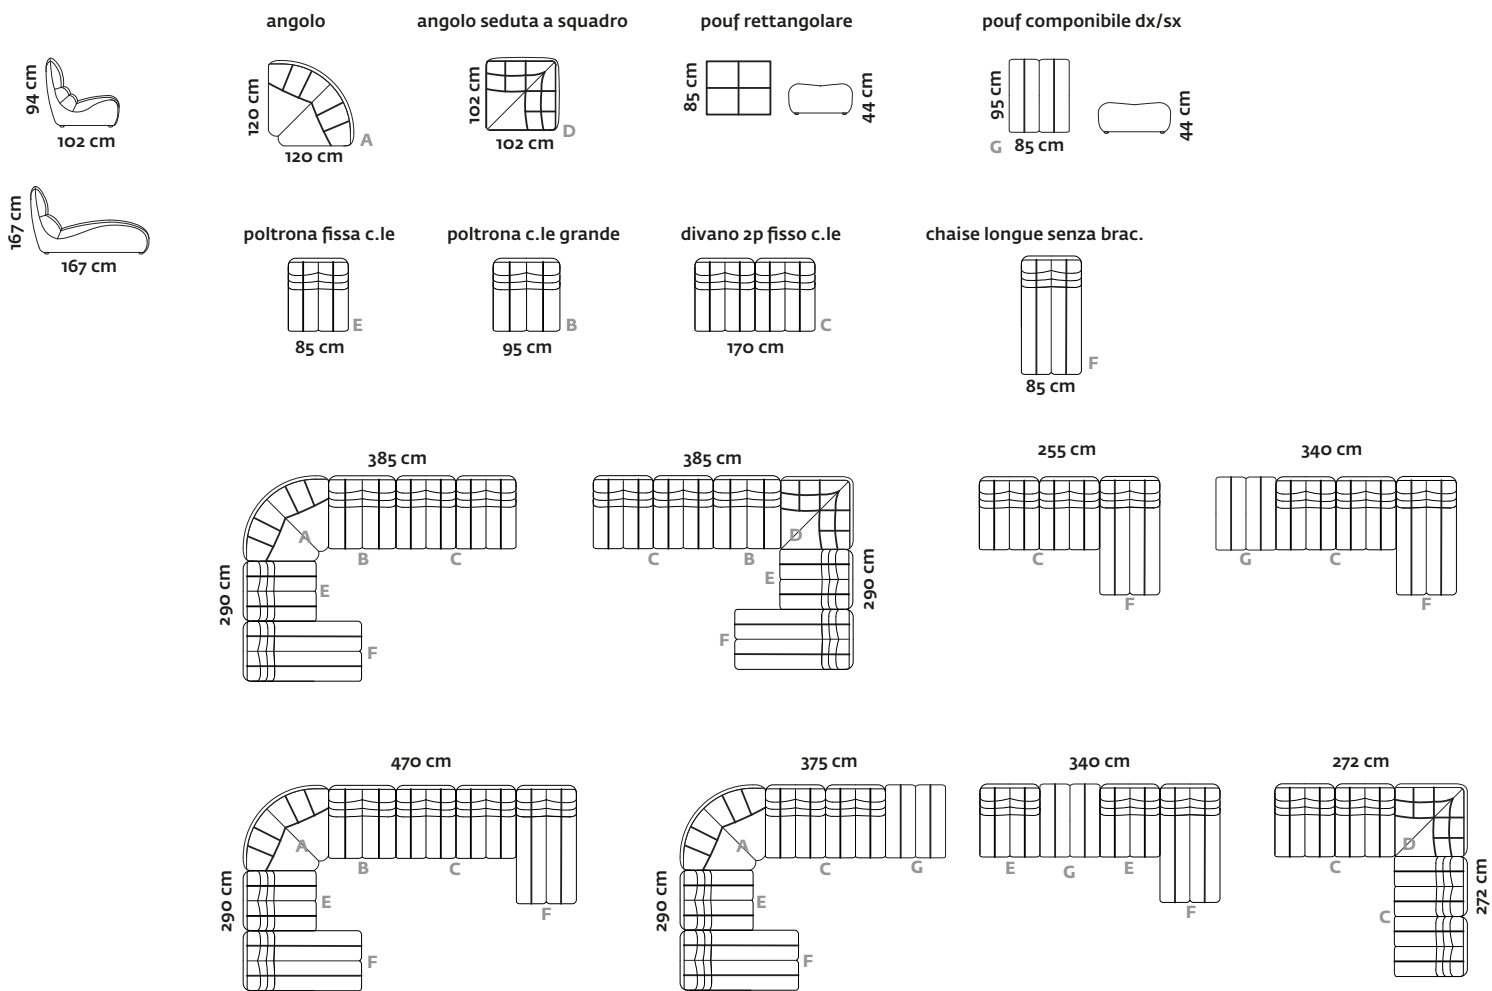 angolo
angolo seduta a squadro
pouf rettangolare
pouf componibile dx/sx
94 cm
102 cm
120 cm
120 cm
A
102 cm
102 cm
D
85 cm
44 cm
95 cm
G
85 cm
44 cm
167 cm
167 cm
poltrona fissa c.le
poltrona c.le grande
divano 2p fisso c.le
chaise longue senza brac.
E
85 cm
B
95 cm
C
170 cm
F
85 cm
385 cm
A
B
C
E
290 cm
F
385 cm
D
C
B
E
290 cm
F
255 cm
C
F
340 cm
G
C
F
470 cm
A
B
C
E
290 cm
F
F
375 cm
A
C
G
E
290 cm
F
340 cm
E
G
E
F
272 cm
D
C
C
272 cm